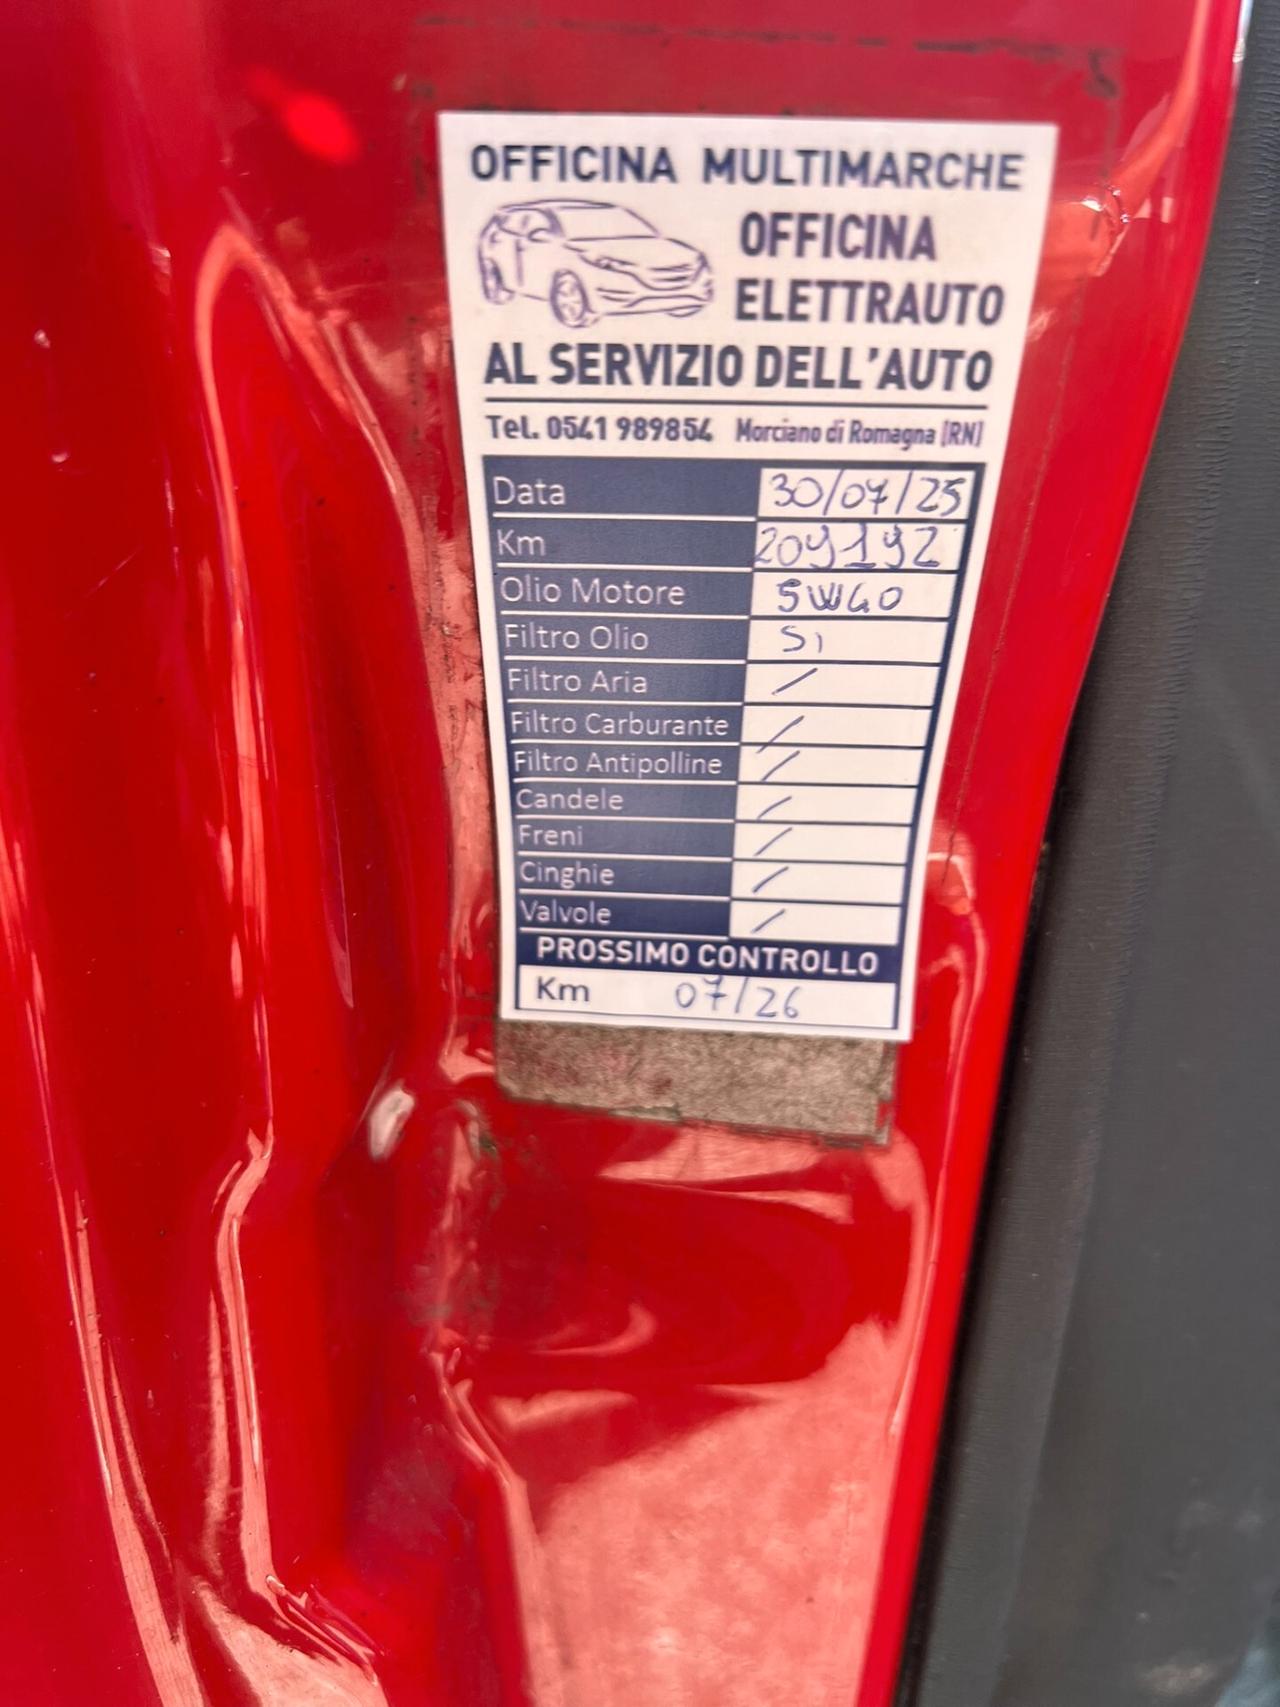 OFFICINA MULTIMARCHE
OFFICINA
ELETTRAUTO
AL SERVIZIO DELL'AUTO
Tel. 0541 989854 Morciano di Romagna (RN)
Data 30/07/25
Km 209192
Olio Motore 5W40
Filtro Olio Si
Filtro Aria /
Filtro Carburante /
Filtro Antipolline /
Candele /
Freni /
Cinghie /
Valvole /
PROSSIMO CONTROLLO
Km 07/26